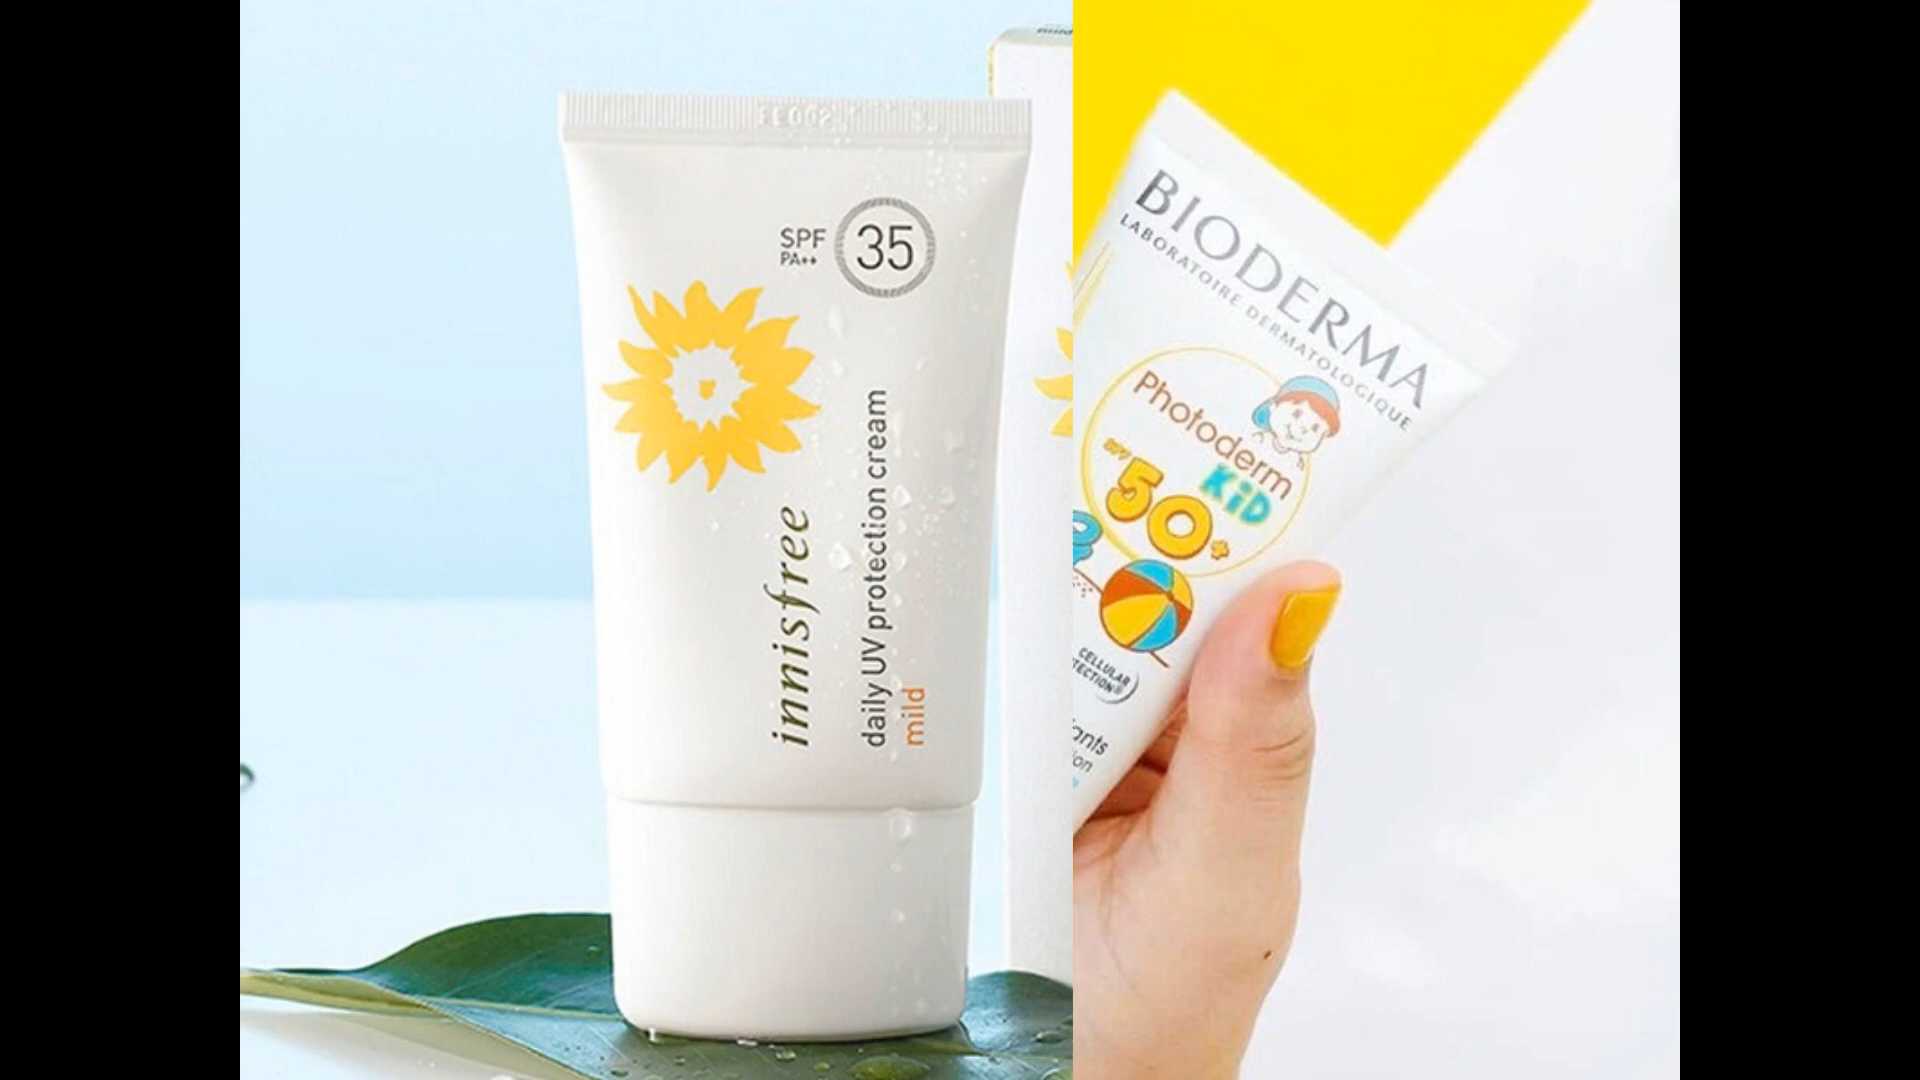 SPF
PA++
35
innisfree
daily UV protection cream
mild
BIODERMA
LABORATOIRE DERMATOLOGIQUE
Photoderm
KiD
50+
CELLULAR